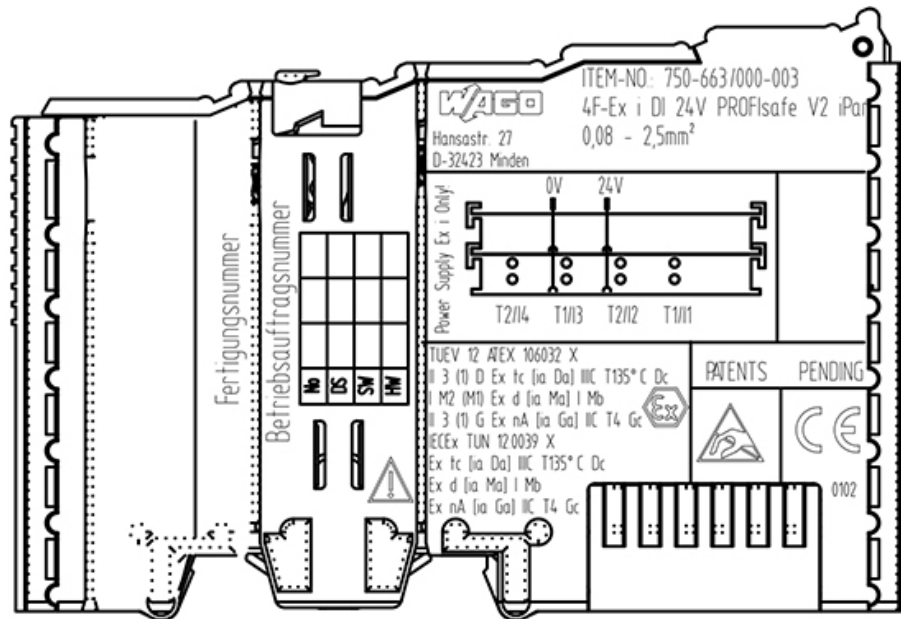 WAGO
Hansastr. 27
D-32423 Minden
ITEM-NO.: 750-663/000-003
4F-Ex i DI 24V PROFIsafe V2 iPar
0,08 - 2,5mm²
Fertigungsnummer
Betriebsauftragsnummer
NO
SD
SW
HW
Power Supply Ex i Only!
0V 24V
T2/I4 T1/I3 T2/I2 T1/I1
TUEV 12 ATEX 106032 X
II 3 (1) D Ex tc [ia Da] IIIC T135°C Dc
I M2 (M1) Ex d [ia Ma] I Mb
II 3 (1) G Ex nA [ia Ga] IIC T4 Gc
IECEx TUN 12.0039 X
Ex tc [ia Da] IIIC T135°C Dc
Ex d [ia Ma] I Mb
Ex nA [ia Ga] IIC T4 Gc
Ex
PATENTS PENDING
CE
0102